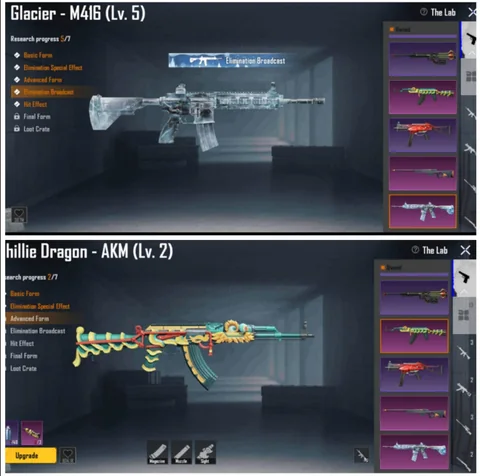 Glacier - M416 (Lv. 5)
The Lab
Research progress 5/7
Basic Form
Elimination Special Effect
Advanced Form
Elimination Broadcast
Hit Effect
Final Form
Loot Crate
Elimination Broadcast
hillie Dragon - AKM (Lv. 2)
The Lab
search progress 2/7
Basic Form
Elimination Special Effect
Advanced Form
Elimination Broadcast
Hit Effect
Final Form
Loot Crate
Upgrade
Magazine
Muzzle
Sight